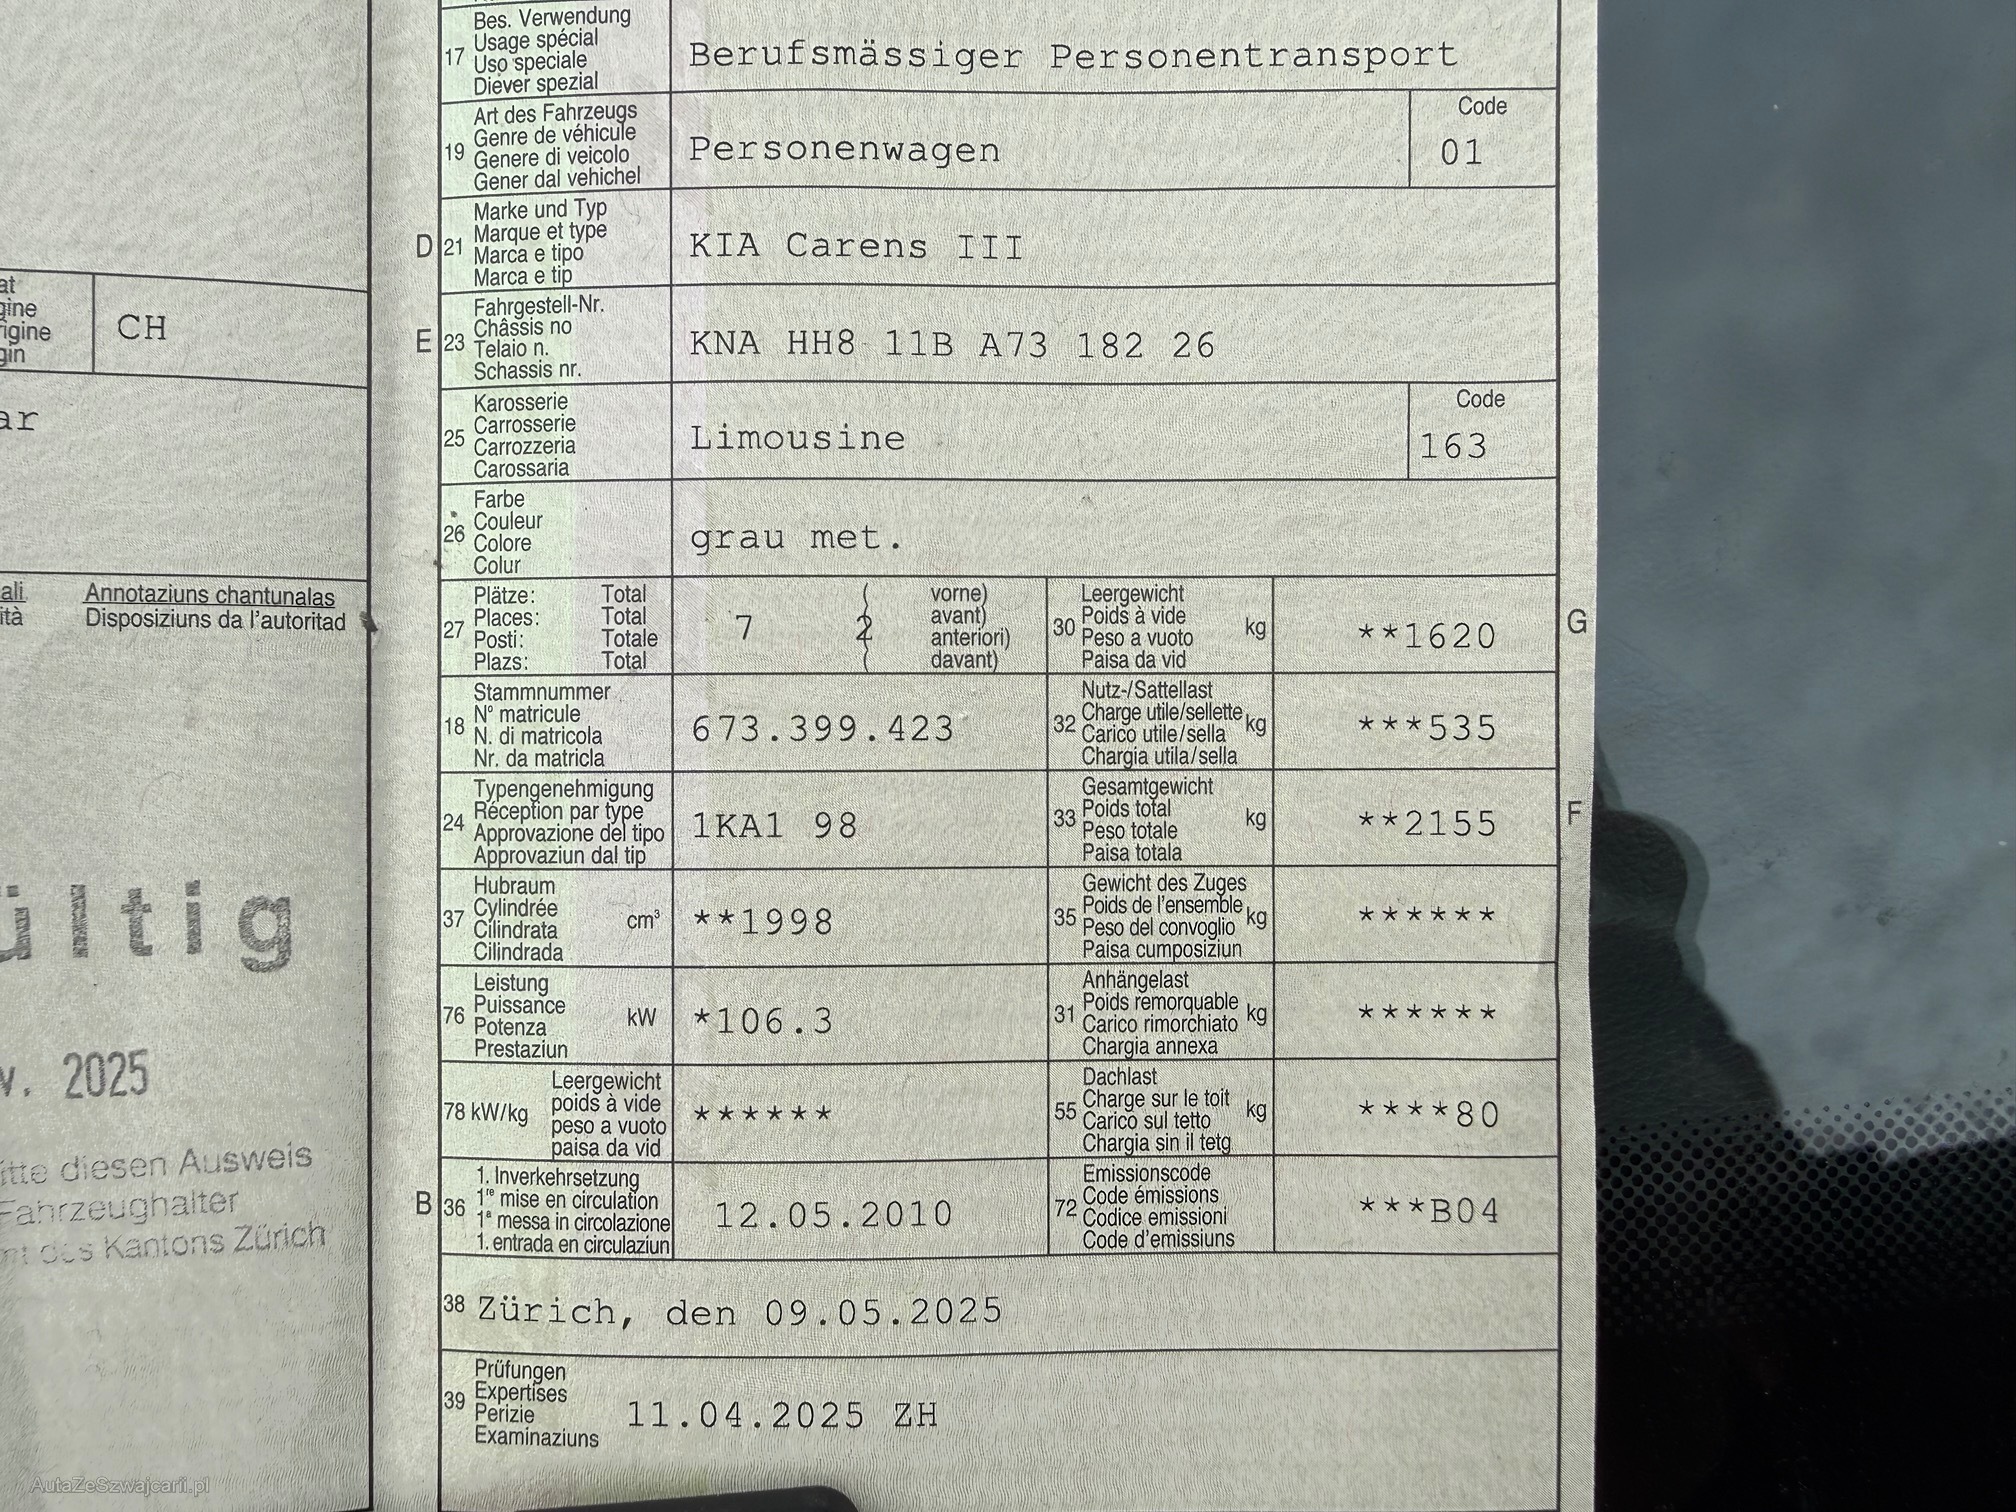 CH
ar
Annotaziuns chantunalas
Disposiziuns da l'autoritad
ültig
2025
diesen Ausweis
Fahrzeughalter
des Kantons Zürich
17 Bes. Verwendung
Usage spécial
Uso speciale
Diever spezial
Berufsmässiger Personentransport
19 Art des Fahrzeugs
Genre de véhicule
Genere di veicolo
Gener dal vehichel
Personenwagen
Code
01
D 21 Marke und Typ
Marque et type
Marca e tipo
Marca e tip
KIA Carens III
E 23 Fahrgestell-Nr.
Châssis no
Telaio n.
Schassis nr.
KNA HH8 11B A73 182 26
25 Karosserie
Carrosserie
Carrozzeria
Carossaria
Limousine
Code
163
26 Farbe
Couleur
Colore
Colur
grau met.
27 Plätze: Total
Places: Total
Posti: Totale
Plazs: Total
7 ( 2 vorne)
avant)
anteriori)
davant)
30 Leergewicht
Poids à vide
Peso a vuoto
Paisa da vid
kg
**1620
G
18 Stammnummer
N° matricule
N. di matricola
Nr. da matricla
673.399.423
32 Nutz-/Sattellast
Charge utile/sellette
Carico utile/sella
Chargia utila/sella
kg
***535
24 Typengenehmigung
Réception par type
Approvazione del tipo
Approvaziun dal tip
1KA1 98
33 Gesamtgewicht
Poids total
Peso totale
Paisa totala
kg
**2155
F
37 Hubraum
Cylindrée
Cilindrata
Cilindrada
cm³
**1998
35 Gewicht des Zuges
Poids de l'ensemble
Peso del convoglio
Paisa cumposiziun
kg
******
76 Leistung
Puissance
Potenza
Prestaziun
kW
*106.3
31 Anhängelast
Poids remorquable
Carico rimorchiato
Chargia annexa
kg
******
78 kW/kg Leergewicht
poids à vide
peso a vuoto
paisa da vid
******
55 Dachlast
Charge sur le toit
Carico sul tetto
Chargia sin il tetg
kg
****80
B 36 1. Inverkehrsetzung
1re mise en circulation
1a messa in circolazione
1. entrada en circulaziun
12.05.2010
72 Emissionscode
Code émissions
Codice emissioni
Code d'emissiuns
***B04
38 Zürich, den 09.05.2025
39 Prüfungen
Expertises
Perizie
Examinaziuns
11.04.2025 ZH
AutaZeSzwajcarii.pl